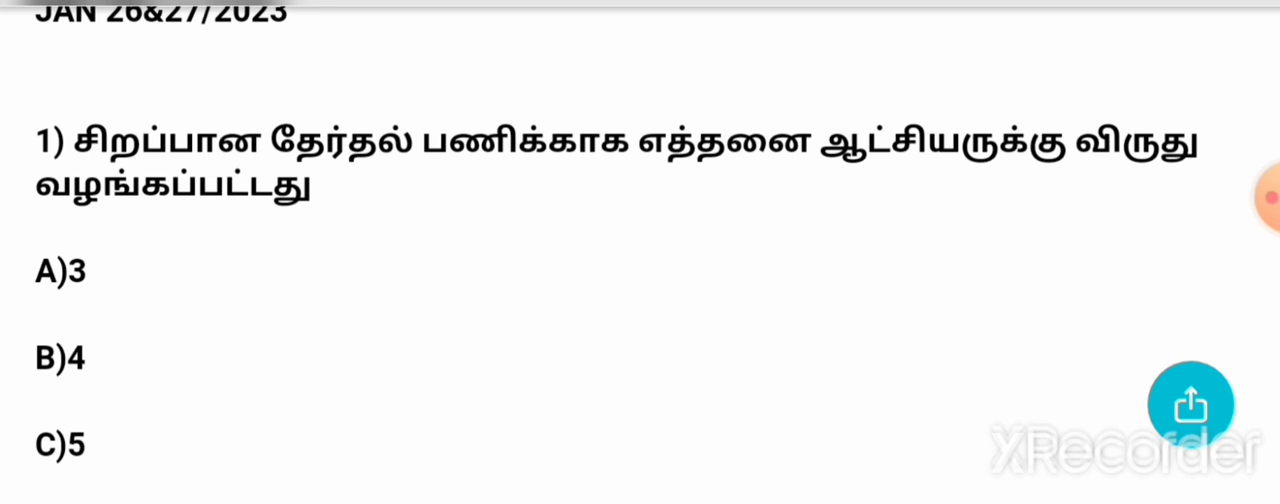 JAN 26&27/2023
1) சிறப்பான தேர்தல் பணிக்காக எத்தனை ஆட்சியருக்கு விருது
வழங்கப்பட்டது
A)3
B)4
C)5
XRecorder